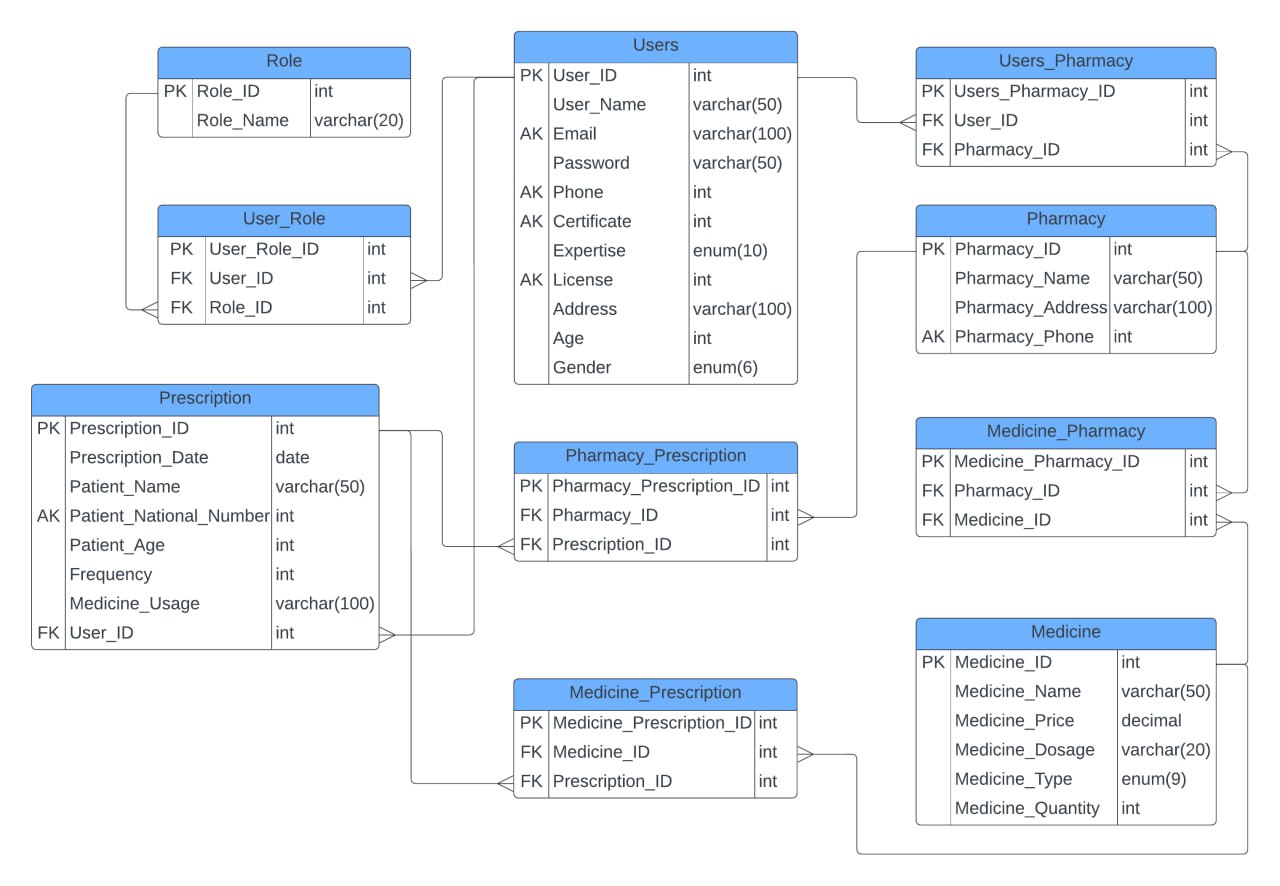 Role
PK Role_ID int
Role_Name varchar(20)
User_Role
PK User_Role_ID int
FK User_ID int
FK Role_ID int
Users
PK User_ID int
User_Name varchar(50)
AK Email varchar(100)
Password varchar(50)
AK Phone int
AK Certificate int
Expertise enum(10)
AK License int
Address varchar(100)
Age int
Gender enum(6)
Users_Pharmacy
PK Users_Pharmacy_ID int
FK User_ID int
FK Pharmacy_ID int
Pharmacy
PK Pharmacy_ID int
Pharmacy_Name varchar(50)
Pharmacy_Address varchar(100)
AK Pharmacy_Phone int
Prescription
PK Prescription_ID int
Prescription_Date date
Patient_Name varchar(50)
AK Patient_National_Number int
Patient_Age int
Frequency int
Medicine_Usage varchar(100)
FK User_ID int
Pharmacy_Prescription
PK Pharmacy_Prescription_ID int
FK Pharmacy_ID int
FK Prescription_ID int
Medicine_Pharmacy
PK Medicine_Pharmacy_ID int
FK Pharmacy_ID int
FK Medicine_ID int
Medicine_Prescription
PK Medicine_Prescription_ID int
FK Medicine_ID int
FK Prescription_ID int
Medicine
PK Medicine_ID int
Medicine_Name varchar(50)
Medicine_Price decimal
Medicine_Dosage varchar(20)
Medicine_Type enum(9)
Medicine_Quantity int